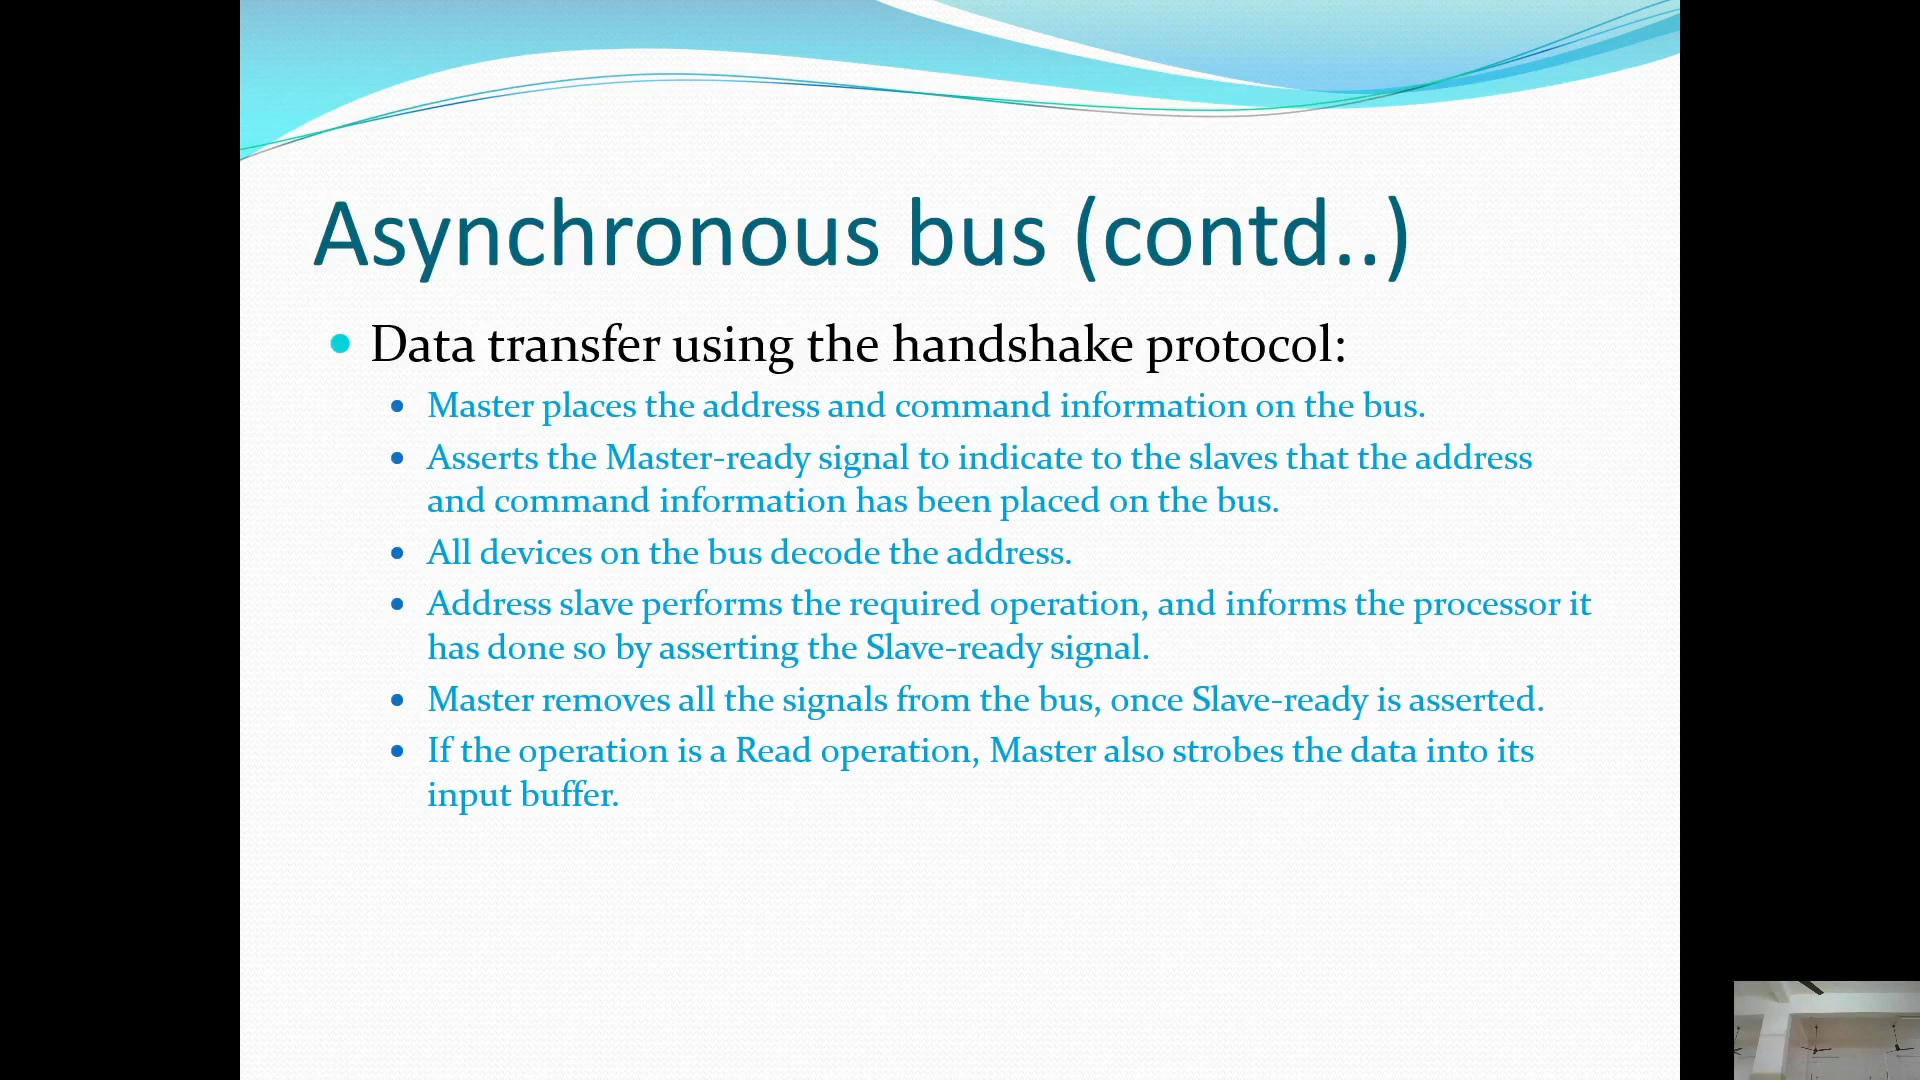 Asynchronous bus (contd..)
Data transfer using the handshake protocol:
Master places the address and command information on the bus.
Asserts the Master-ready signal to indicate to the slaves that the address
and command information has been placed on the bus.
All devices on the bus decode the address.
Address slave performs the required operation, and informs the processor it
has done so by asserting the Slave-ready signal.
Master removes all the signals from the bus, once Slave-ready is asserted.
If the operation is a Read operation, Master also strobes the data into its
input buffer.